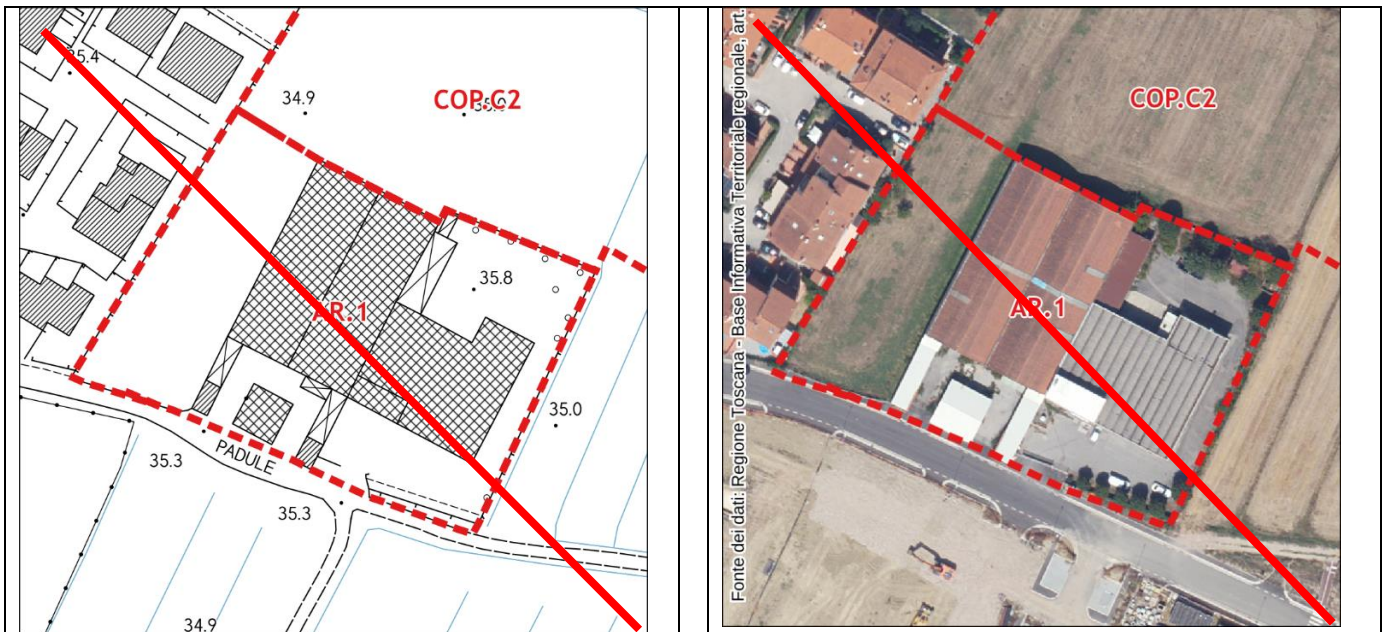 35.4
34.9
COP.C2
AR.1
35.8
35.0
35.3
PADULE
35.3
34.9
Fonte dei dati: Regione Toscana - Base Informativa Territoriale regionale, art.
COP.C2
AR.1